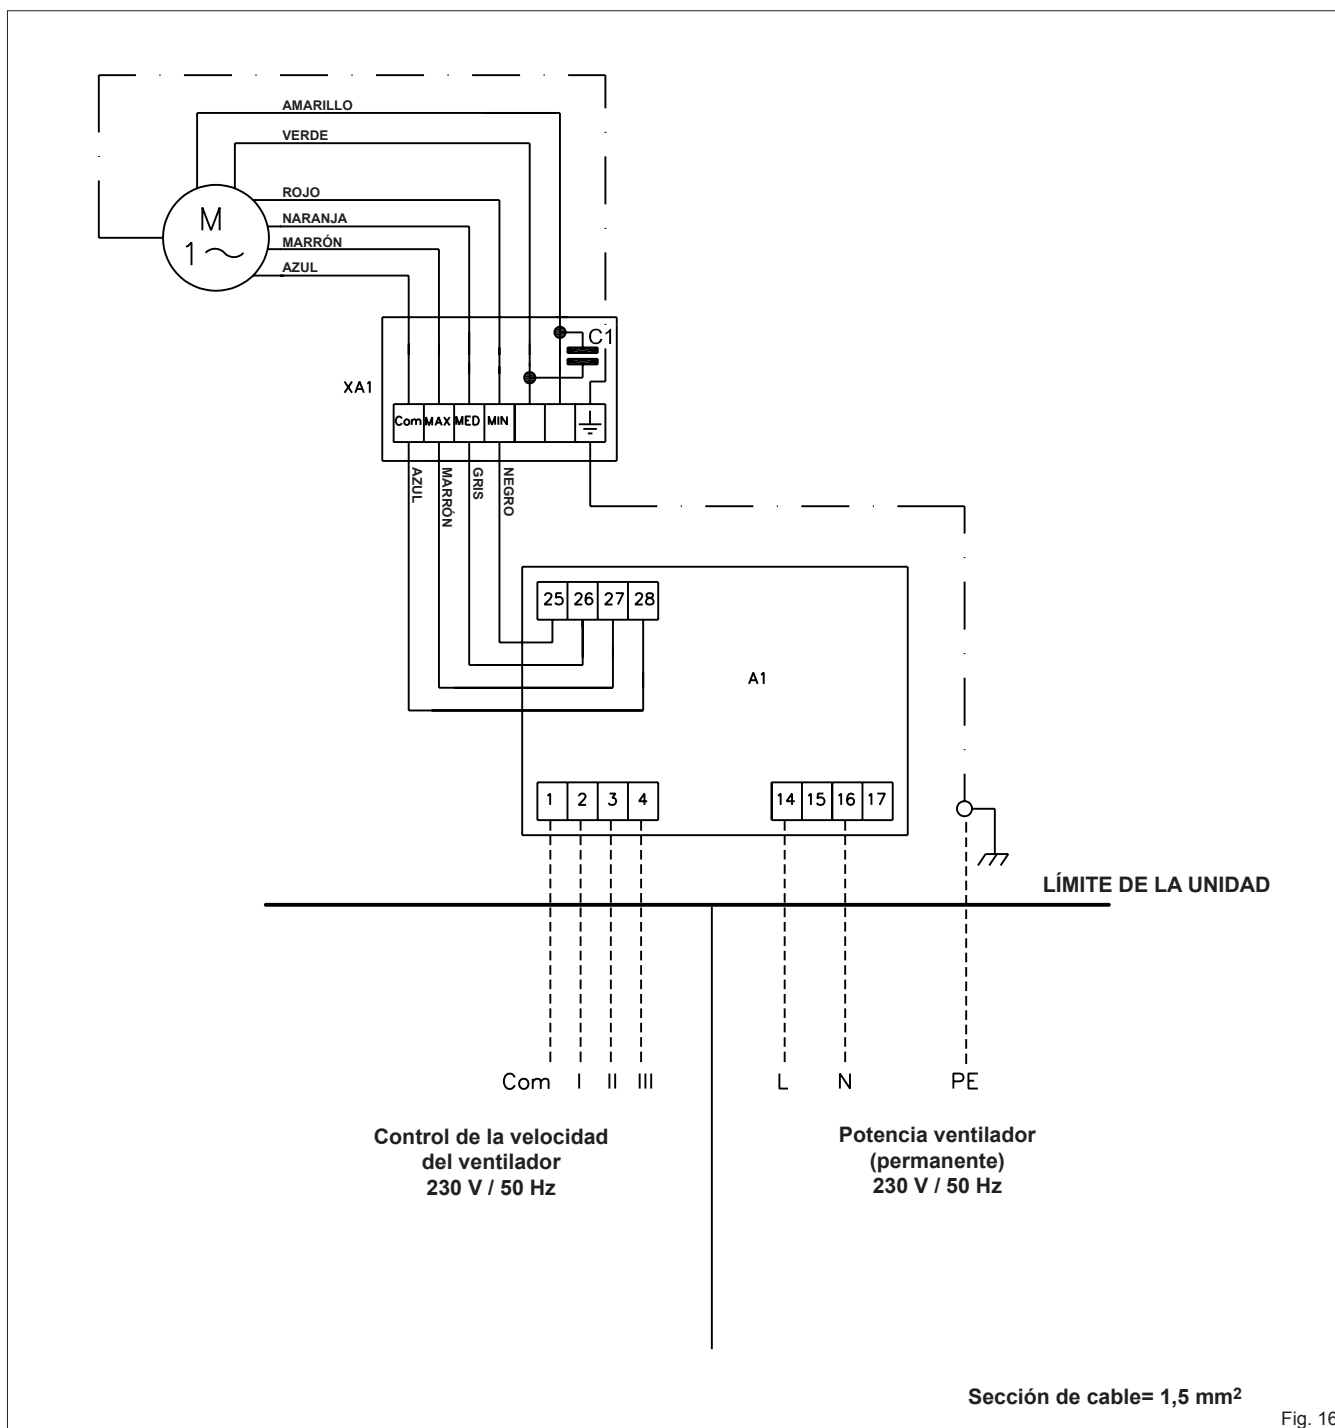 AMARILLO
VERDE
ROJO
NARANJA
MARRÓN
AZUL
M
1~
C1
XA1
Com MAX MED MIN
AZUL
MARRÓN
GRIS
NEGRO
25 26 27 28
A1
1 2 3 4
14 15 16 17
LÍMITE DE LA UNIDAD
Com I II III
L N PE
Control de la velocidad
del ventilador
230 V / 50 Hz
Potencia ventilador
(permanente)
230 V / 50 Hz
Sección de cable= 1,5 mm²
Fig. 16